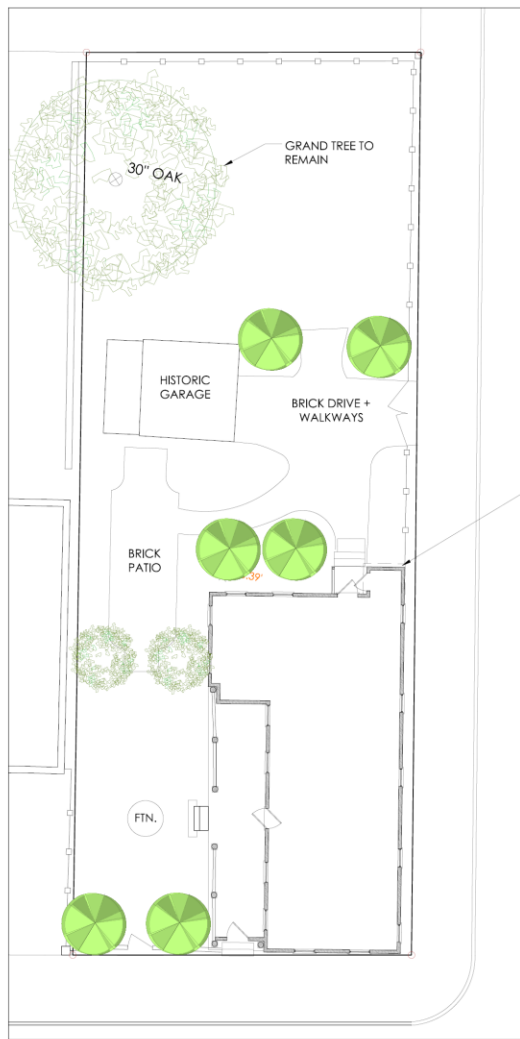 GRAND TREE TO
REMAIN
30" OAK
HISTORIC
GARAGE
BRICK DRIVE +
WALKWAYS
BRICK
PATIO
FTN.